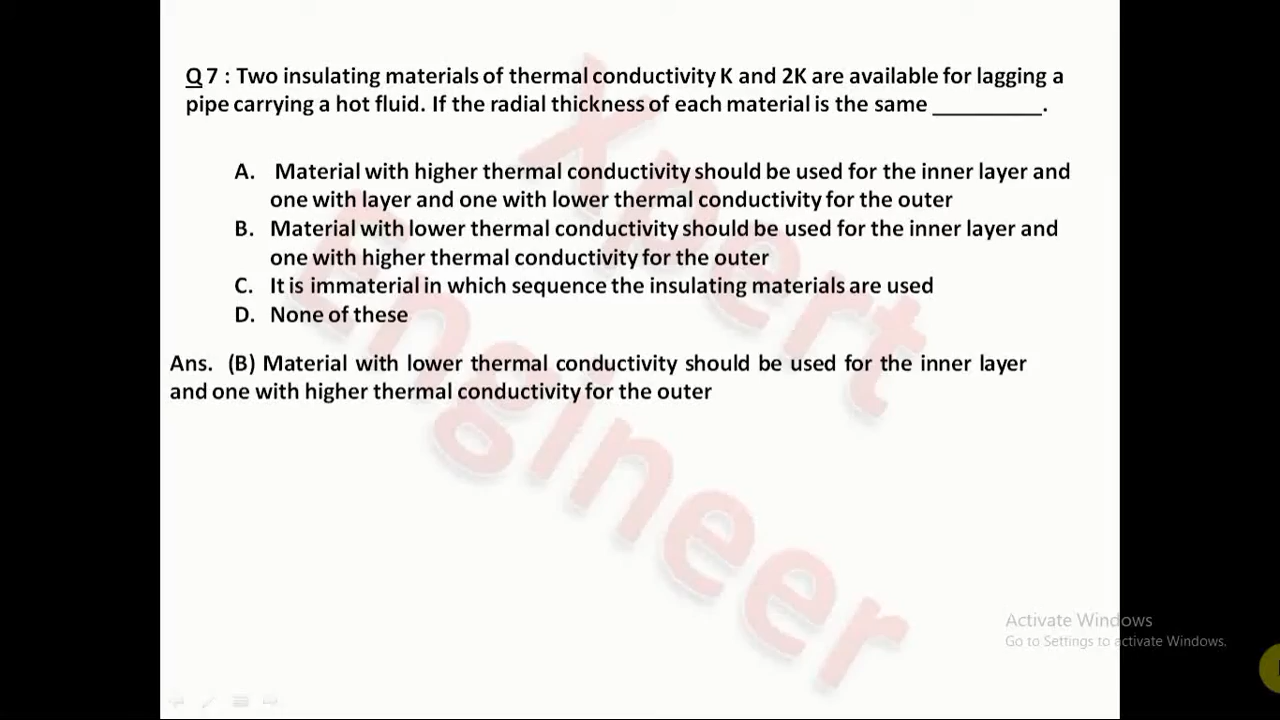 Q 7 : Two insulating materials of thermal conductivity K and 2K are available for lagging a
pipe carrying a hot fluid. If the radial thickness of each material is the same _________.
A. Material with higher thermal conductivity should be used for the inner layer and
one with layer and one with lower thermal conductivity for the outer
B. Material with lower thermal conductivity should be used for the inner layer and
one with higher thermal conductivity for the outer
C. It is immaterial in which sequence the insulating materials are used
D. None of these
Ans. (B) Material with lower thermal conductivity should be used for the inner layer
and one with higher thermal conductivity for the outer
Xpert
Engineer
Activate Windows
Go to Settings to activate Windows.